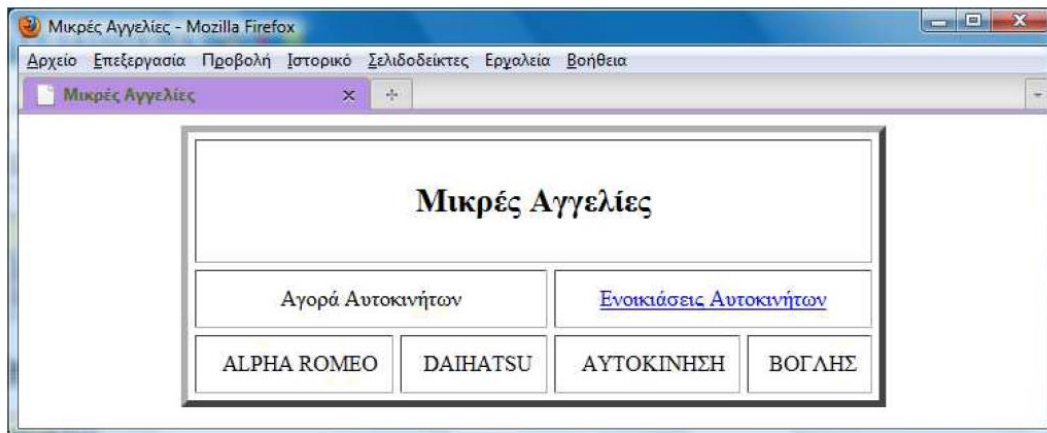 Μικρές Αγγελίες - Mozilla Firefox
Αρχείο Επεξεργασία Προβολή Ιστορικό Σελιδοδείκτες Εργαλεία Βοήθεια
Μικρές Αγγελίες
Μικρές Αγγελίες
Αγορά Αυτοκινήτων Ενοικιάσεις Αυτοκινήτων
ALPHA ROMEO DAIHATSU ΑΥΤΟΚΙΝΗΣΗ ΒΟΓΛΗΣ